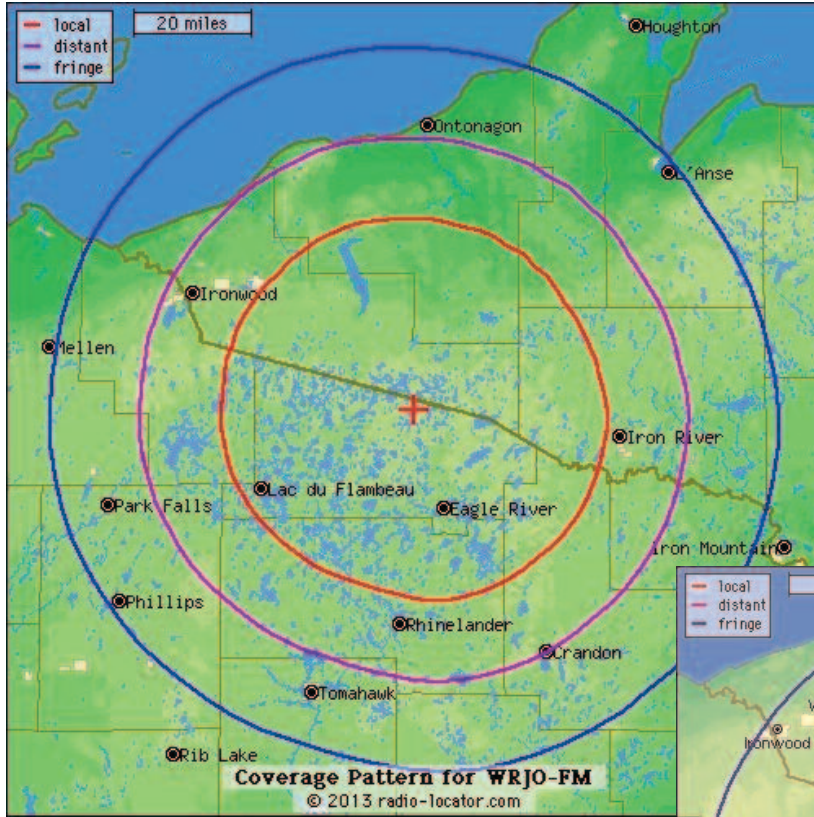 local
distant
fringe
20 miles
Houghton
Ontonagon
L'Anse
Ironwood
Mellen
Iron River
Lac du Flambeau
Park Falls
Eagle River
Iron Mountain
Phillips
Rhinelander
Crandon
Tomahawk
Rib Lake
Coverage Pattern for WRJO-FM
© 2013 radio-locator.com
local
distant
fringe
Ironwood